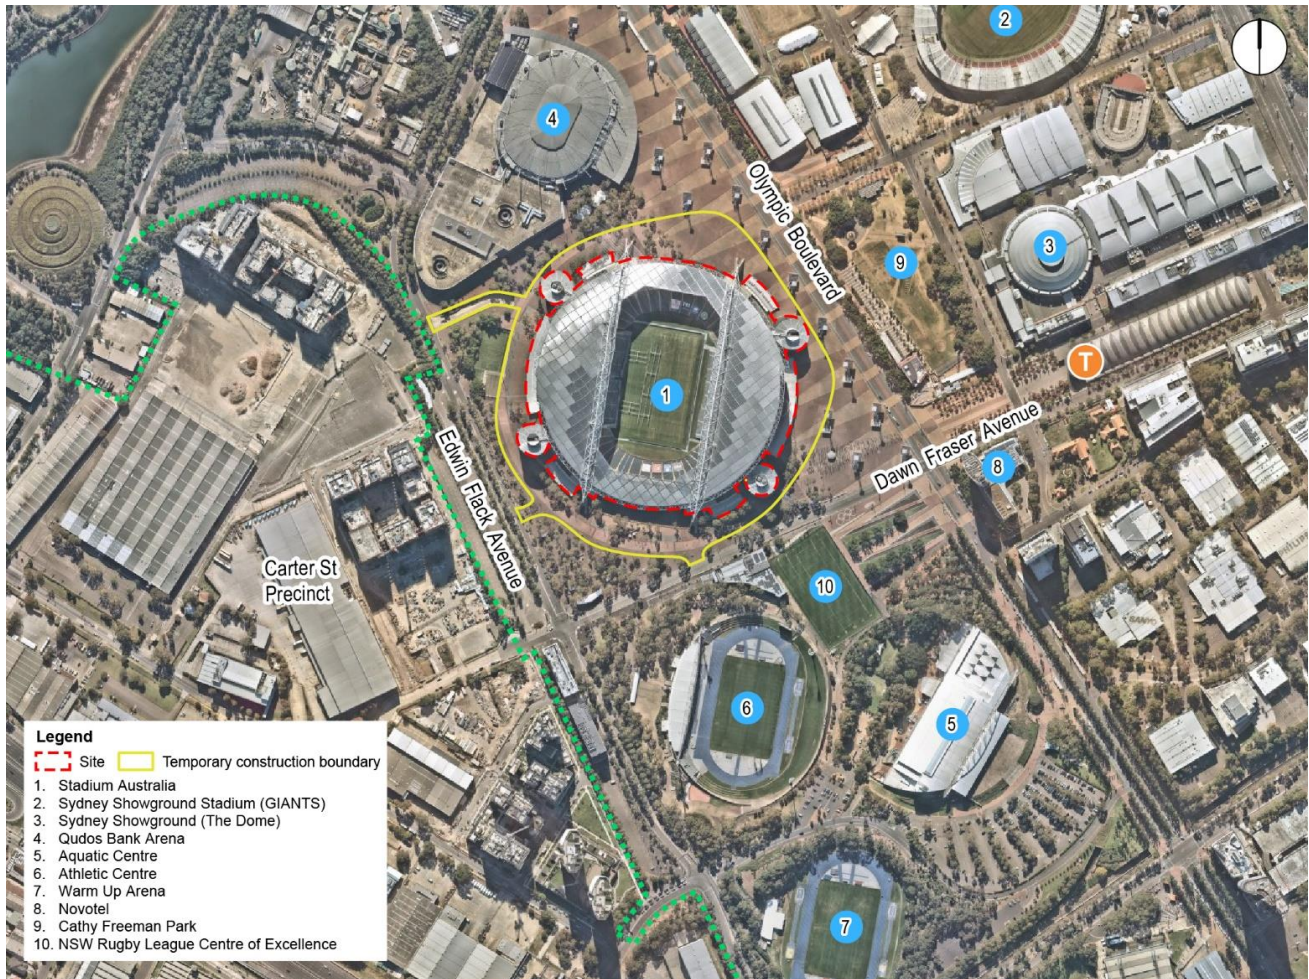 2
4
Olympic Boulevard
3
9
T
1
Dawn Fraser Avenue
8
Edwin Flack Avenue
Carter St
Precinct
10
6
5
7
Legend
Site
Temporary construction boundary
1. Stadium Australia
2. Sydney Showground Stadium (GIANTS)
3. Sydney Showground (The Dome)
4. Qudos Bank Arena
5. Aquatic Centre
6. Athletic Centre
7. Warm Up Arena
8. Novotel
9. Cathy Freeman Park
10. NSW Rugby League Centre of Excellence